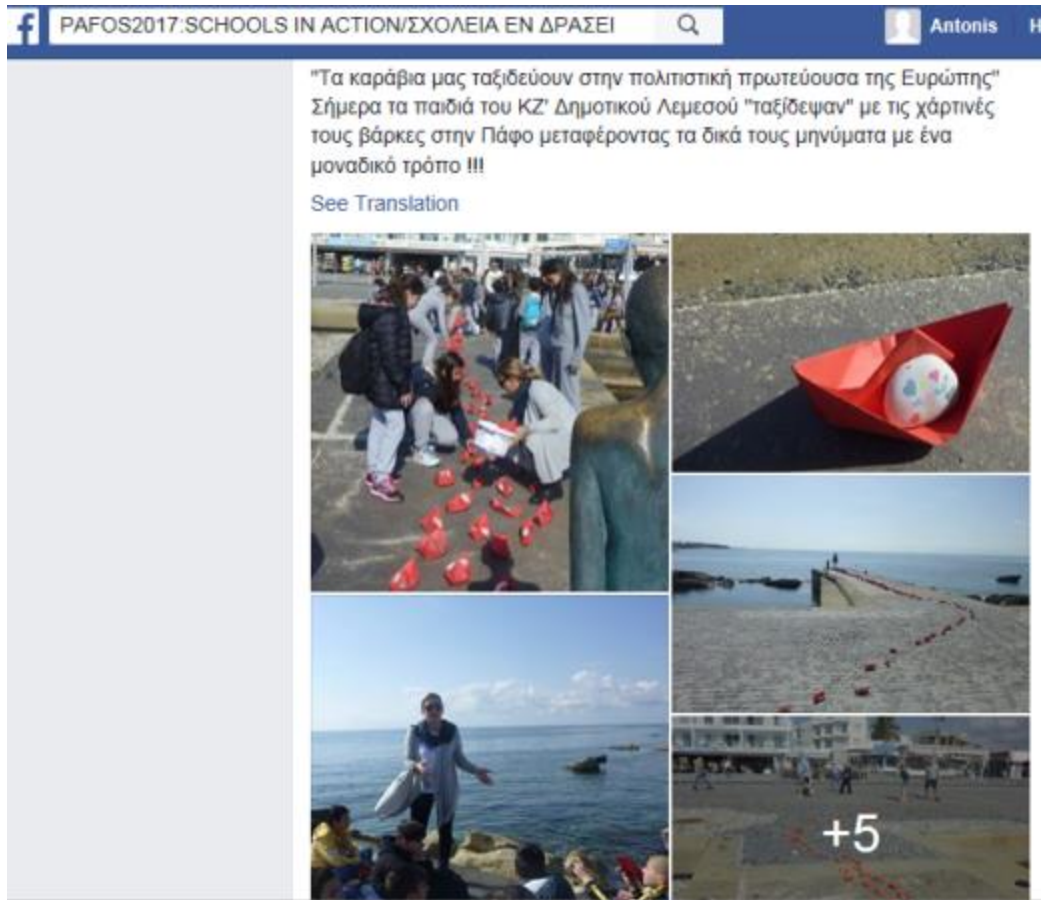 f PAFOS2017:SCHOOLS IN ACTION/ΣΧΟΛΕΙΑ ΕΝ ΔΡΑΣΕΙ Antonis H
"Τα καράβια μας ταξιδεύουν στην πολιτιστική πρωτεύουσα της Ευρώπης"
Σήμερα τα παιδιά του ΚΖ' Δημοτικού Λεμεσού "ταξίδεψαν" με τις χάρτινές
τους βάρκες στην Πάφο μεταφέροντας τα δικά τους μηνύματα με ένα
μοναδικό τρόπο !!!
See Translation
+5